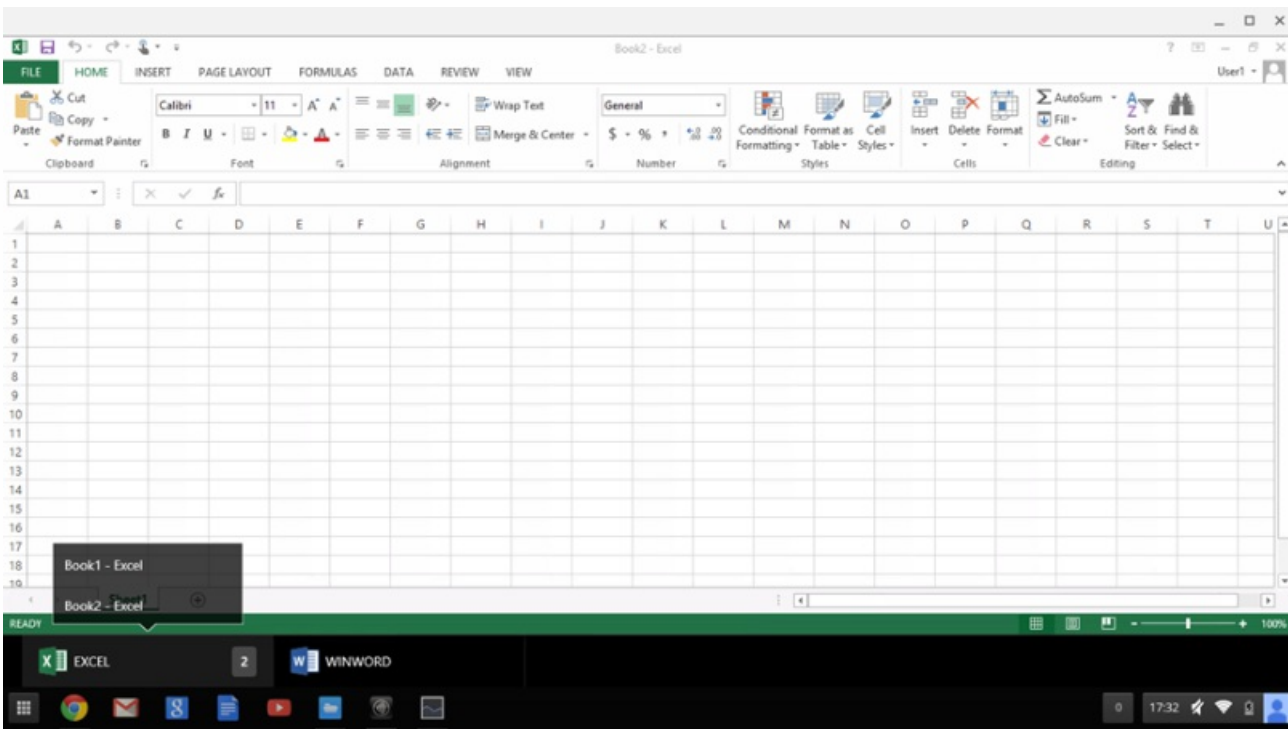 Book2 - Excel
FILE HOME INSERT PAGE LAYOUT FORMULAS DATA REVIEW VIEW User1
Cut
Copy
Format Painter
Paste
Clipboard
Calibri 11
B I U
Font
Wrap Text
Merge & Center
Alignment
General
$ %
Number
Conditional Formatting
Format as Table
Cell Styles
Styles
Insert Delete Format
Cells
AutoSum
Fill
Clear
Sort & Filter
Find & Select
Editing
A1 fx
A B C D E F G H I J K L M N O P Q R S T U
1
2
3
4
5
6
7
8
9
10
11
12
13
14
15
16
17
18
19
Book1 - Excel
Book2 - Excel
Sheet1
READY 100%
EXCEL 2 WINWORD
0 17:32